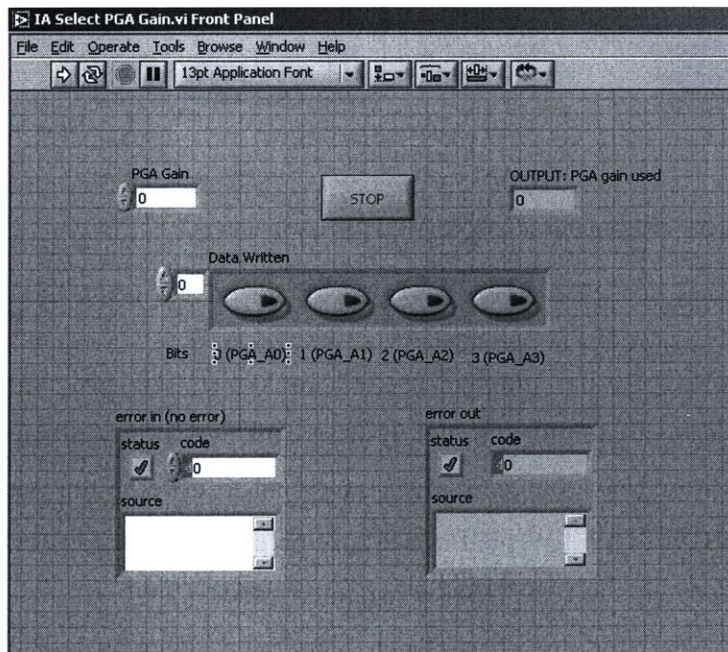 IA Select PGA Gain.vi Front Panel
File Edit Operate Tools Browse Window Help
13pt Application Font
PGA Gain
0
STOP
OUTPUT: PGA gain used
0
Data Written
0
Bits 0 (PGA_A0) 1 (PGA_A1) 2 (PGA_A2) 3 (PGA_A3)
error in (no error)
status code
0
source
error out
status code
0
source